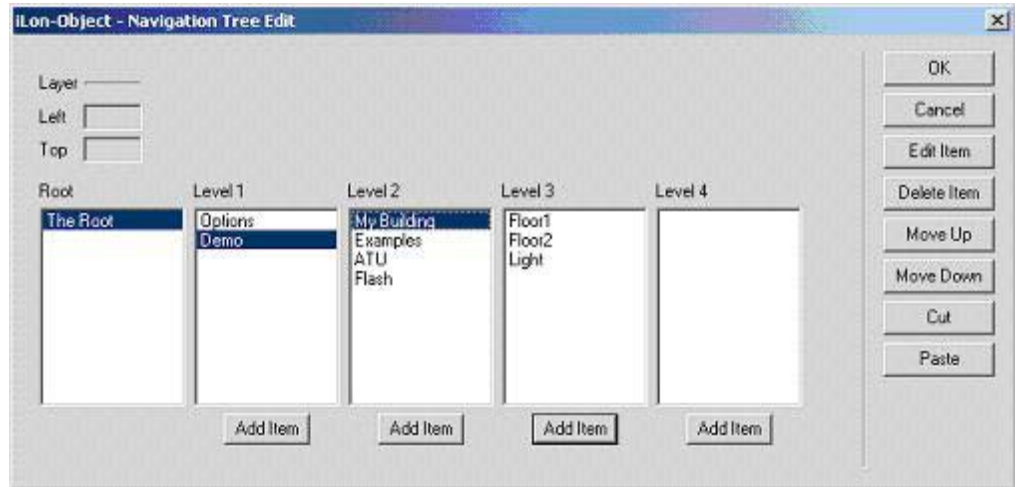 iLon-Object - Navigation Tree Edit
Layer
Left
Top
Root
The Root
Level 1
Options
Demo
Add Item
Level 2
My Building
Examples
ATU
Flash
Add Item
Level 3
Floor1
Floor2
Light
Add Item
Level 4
Add Item
OK
Cancel
Edit Item
Delete Item
Move Up
Move Down
Cut
Paste